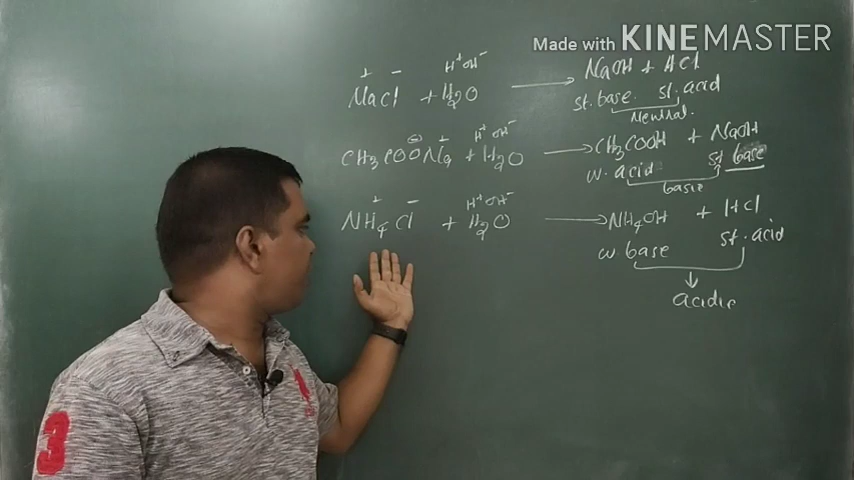 Made with KINEMASTER
+ - H⁺ OH⁻
NaCl + H₂O → NaOH + HCl
st. base. st. acid
Neutral.
⊖ + H⁺ OH⁻
CH₃COONa + H₂O → CH₃COOH + NaOH
w. acid st base
basic
+ - H⁺ OH⁻
NH₄Cl + H₂O → NH₄OH + HCl
w. base st. acid
↓
acidic
3